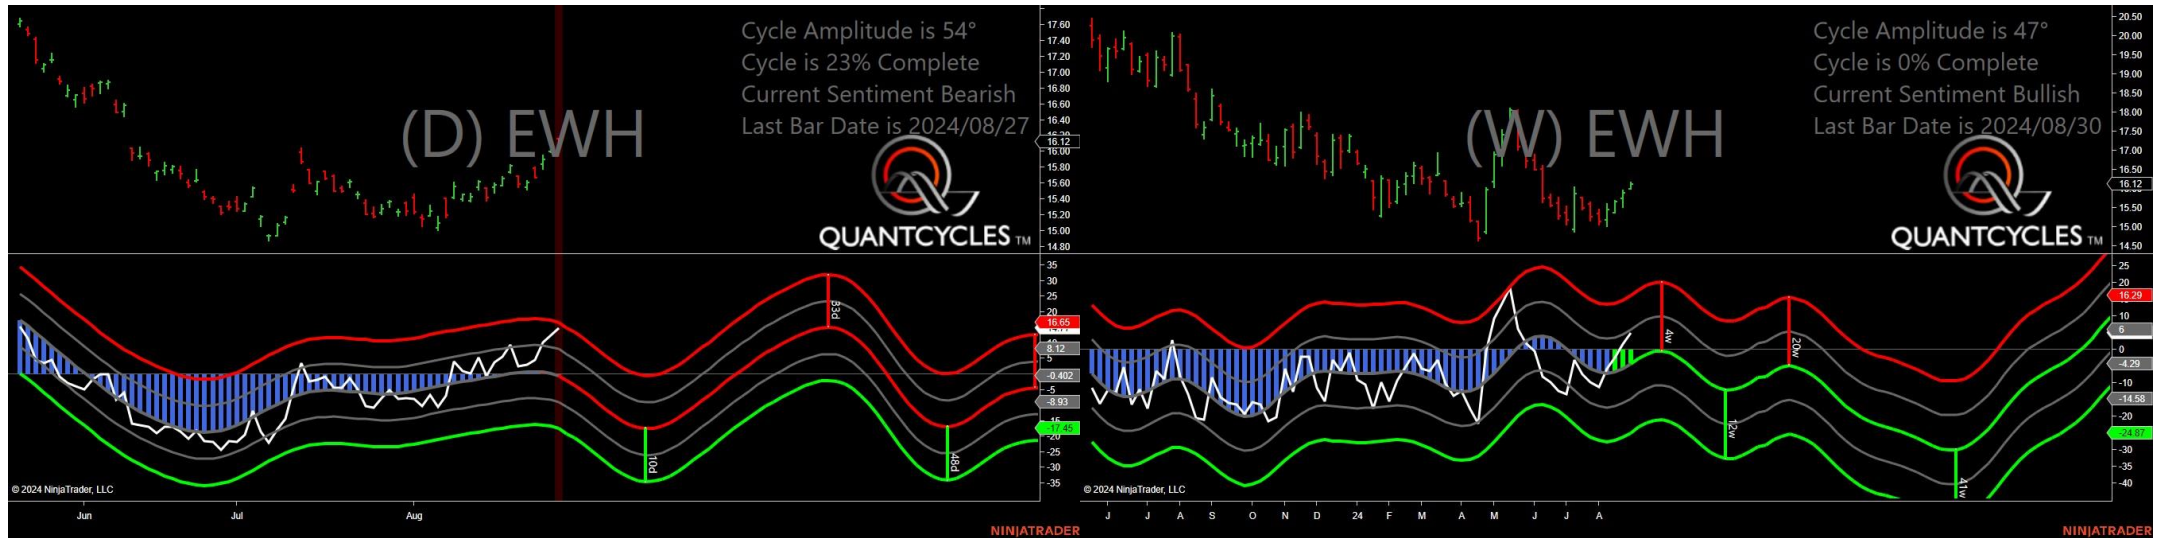 Cycle Amplitude is 54°
Cycle is 23% Complete
Current Sentiment Bearish
Last Bar Date is 2024/08/27
(D) EWH
QUANTCYCLES TM
17.60
17.40
17.20
17.00
16.80
16.60
16.40
16.12
16.00
15.80
15.60
15.40
15.20
15.00
14.80
35
30
25
20
16.65
8.12
5
-0.402
-5
-8.93
-17.45
-20
-25
-30
-35
33d
10d
48d
© 2024 NinjaTrader, LLC
Jun Jul Aug
NINJATRADER
Cycle Amplitude is 47°
Cycle is 0% Complete
Current Sentiment Bullish
Last Bar Date is 2024/08/30
(W) EWH
QUANTCYCLES TM
20.50
20.00
19.50
19.00
18.50
18.00
17.50
17.00
16.50
16.12
15.50
15.00
14.50
25
20
16.29
10
6
0
-4.29
-10
-14.58
-20
-24.87
-30
-35
-40
4w
20w
12w
41w
© 2024 NinjaTrader, LLC
J J A S O N D 24 F M A M J J A
NINJATRADER